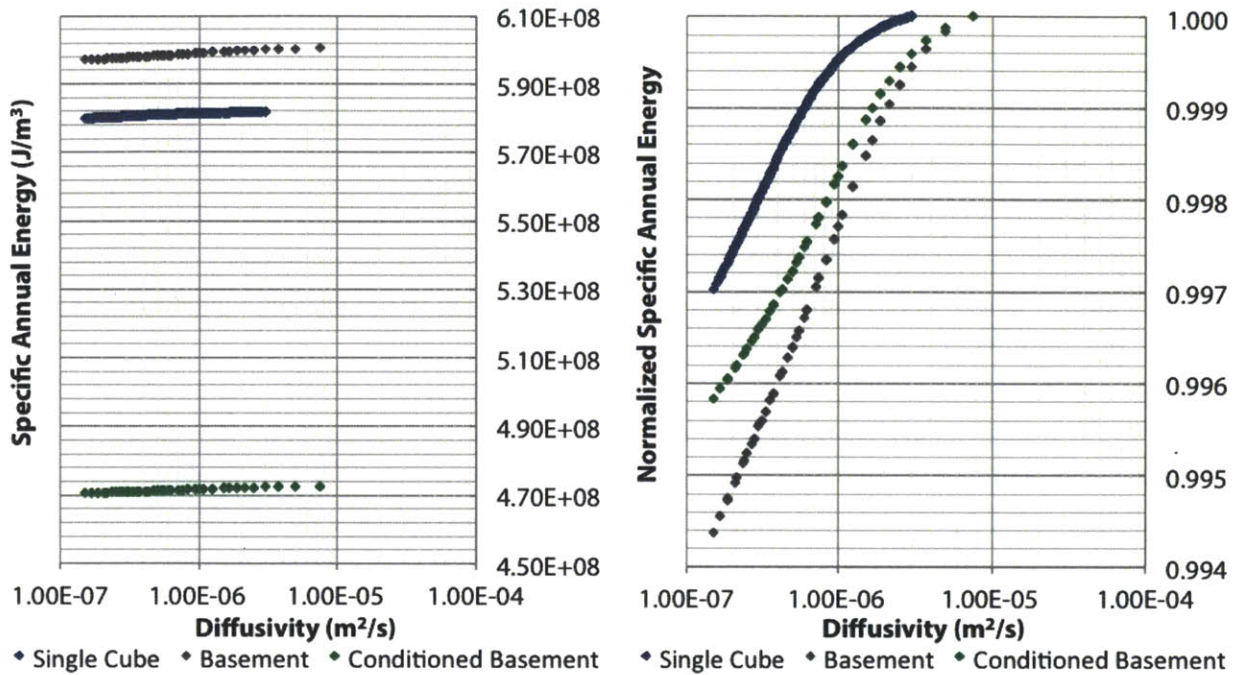 Specific Annual Energy (J/m³)
6.10E+08
5.90E+08
5.70E+08
5.50E+08
5.30E+08
5.10E+08
4.90E+08
4.70E+08
4.50E+08
1.00E-07 1.00E-06 1.00E-05 1.00E-04
Diffusivity (m²/s)
Single Cube Basement Conditioned Basement
Normalized Specific Annual Energy
1.000
0.999
0.998
0.997
0.996
0.995
0.994
1.00E-07 1.00E-06 1.00E-05 1.00E-04
Diffusivity (m²/s)
Single Cube Basement Conditioned Basement